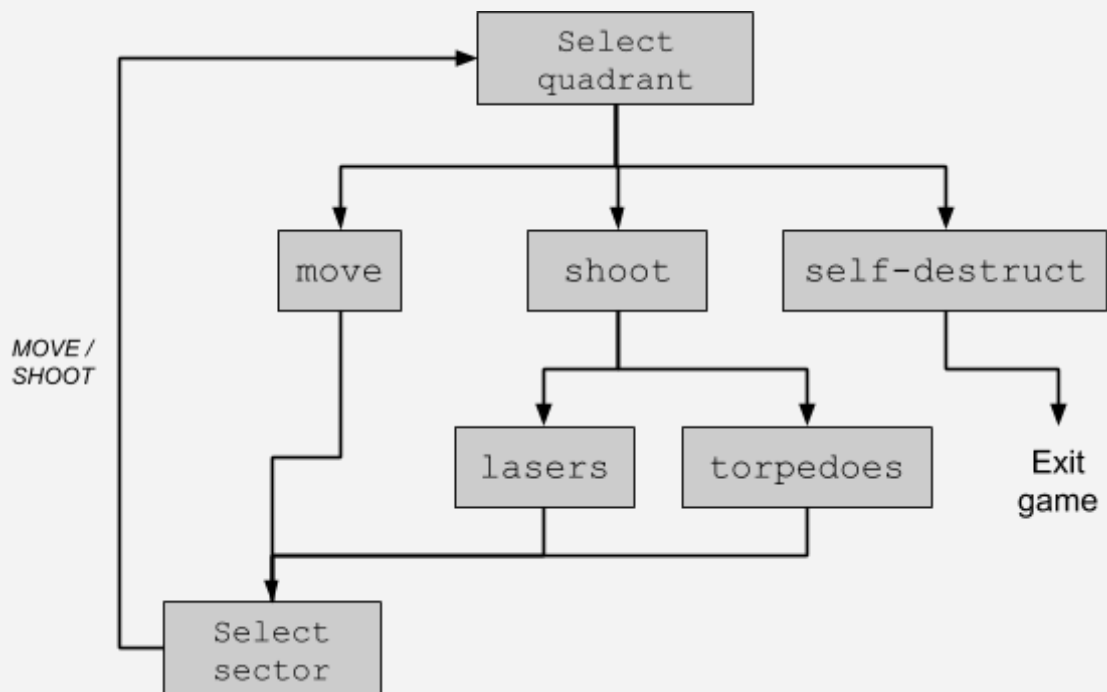 Select
quadrant
move
shoot
self-destruct
MOVE /
SHOOT
lasers
torpedoes
Exit
game
Select
sector